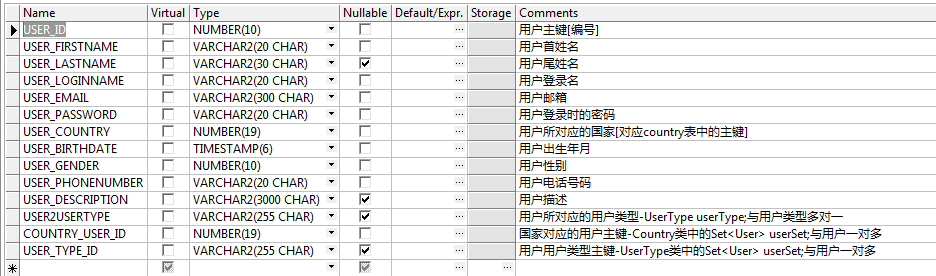 Name Virtual Type Nullable Default/Expr. Storage Comments
USER_ID NUMBER(10) ... 用户主键[编号]
USER_FIRSTNAME VARCHAR2(20 CHAR) ... 用户首姓名
USER_LASTNAME VARCHAR2(30 CHAR) ... 用户尾姓名
USER_LOGINNAME VARCHAR2(20 CHAR) ... 用户登录名
USER_EMAIL VARCHAR2(300 CHAR) ... 用户邮箱
USER_PASSWORD VARCHAR2(20 CHAR) ... 用户登录时的密码
USER_COUNTRY NUMBER(19) ... 用户所对应的国家[对应country表中的主键]
USER_BIRTHDATE TIMESTAMP(6) ... 用户出生年月
USER_GENDER NUMBER(10) ... 用户性别
USER_PHONENUMBER VARCHAR2(20 CHAR) ... 用户电话号码
USER_DESCRIPTION VARCHAR2(3000 CHAR) ... 用户描述
USER2USERTYPE VARCHAR2(255 CHAR) ... 用户所对应的用户类型-UserType userType;与用户类型多对一
COUNTRY_USER_ID NUMBER(19) ... 国家对应的用户主键-Country类中的Set<User> userSet;与用户一对多
USER_TYPE_ID VARCHAR2(255 CHAR) ... 用户用户类型主键-UserType类中的Set<User> userSet;与用户一对多
... ...